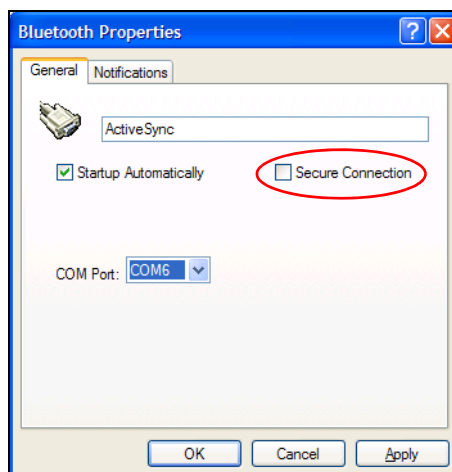 Bluetooth Properties
General Notifications
ActiveSync
Startup Automatically Secure Connection
COM Port: COM6
OK Cancel Apply